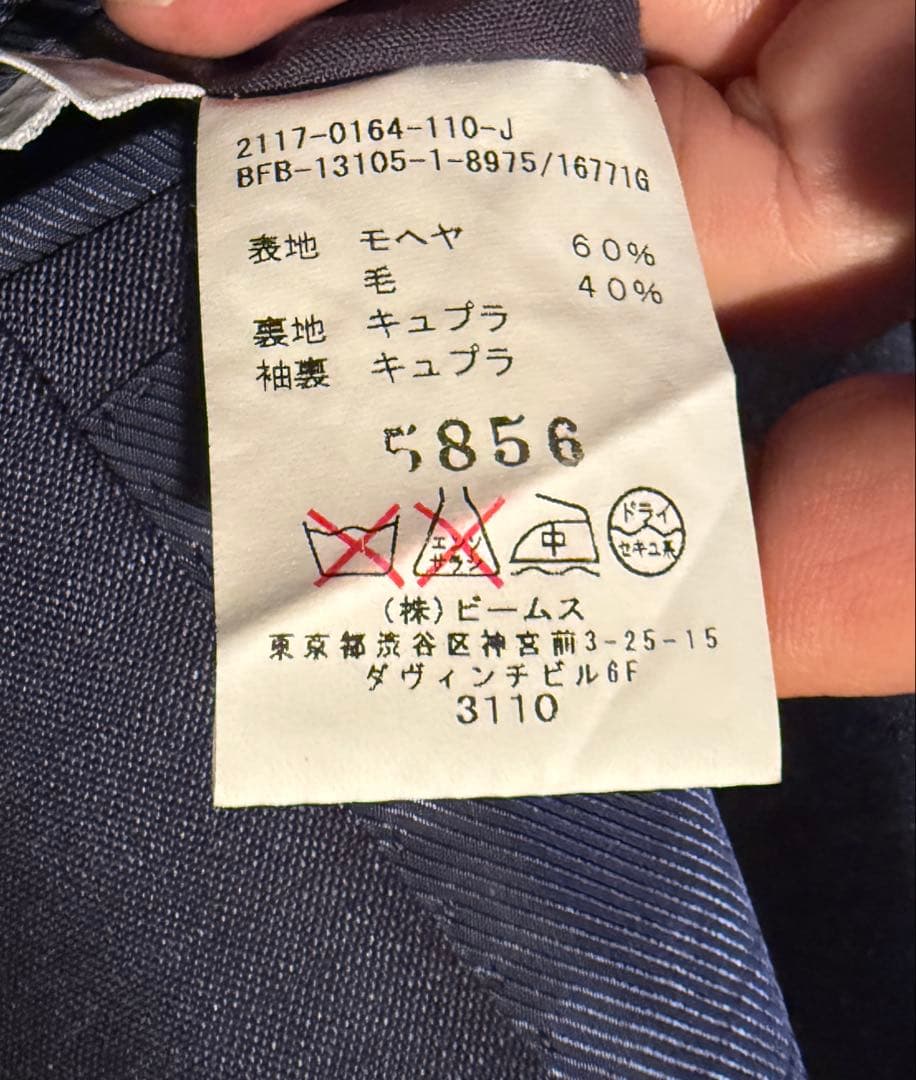 2117-0164-110-J
BFB-13105-1-8975/16771G
表地 モヘヤ 60%
毛 40%
裏地 キュプラ
袖裏 キュプラ
5856
エンソサラシ 中 ドライ セキユ系
(株)ビームス
東京都渋谷区神宮前3-25-15
ダヴィンチビル6F
3110